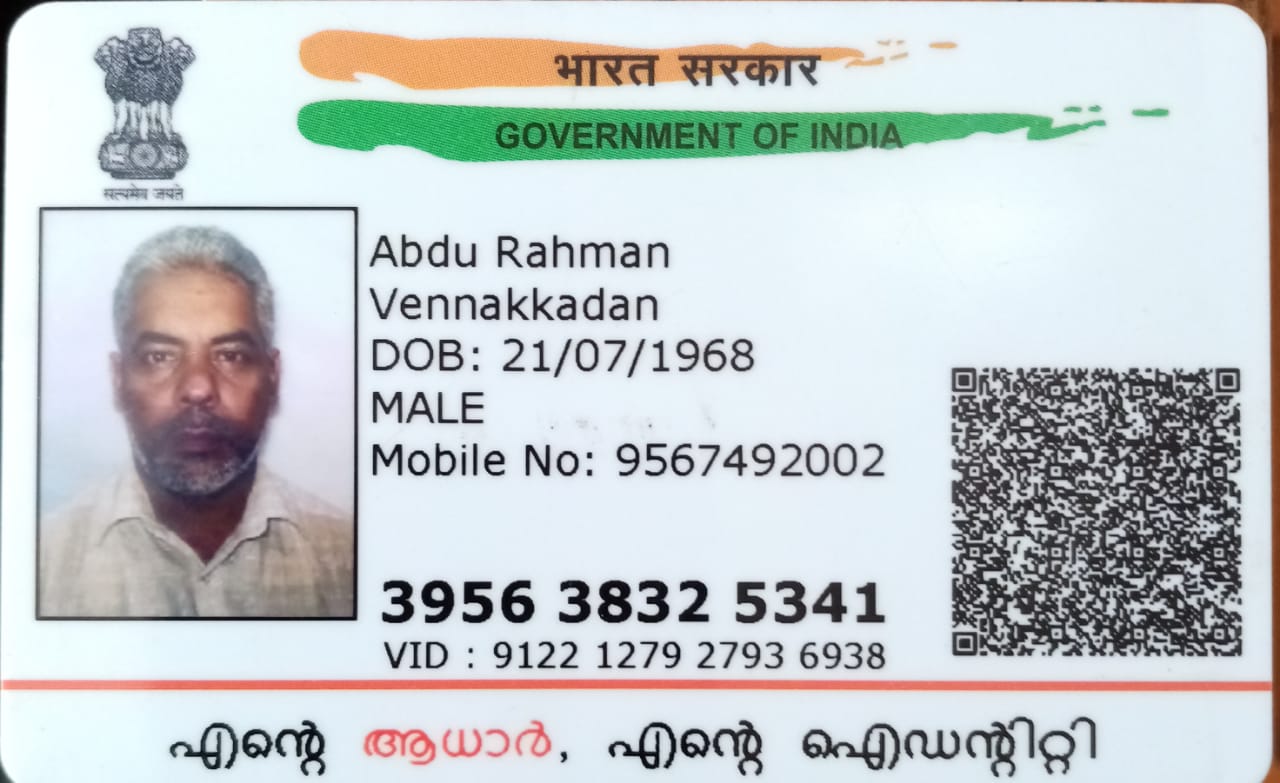 सत्यमेव जयते
भारत सरकार
GOVERNMENT OF INDIA
Abdu Rahman
Vennakkadan
DOB: 21/07/1968
MALE
Mobile No: 9567492002
3956 3832 5341
VID : 9122 1279 2793 6938
എന്റെ ആധാർ, എന്റെ ഐഡന്റിറ്റി